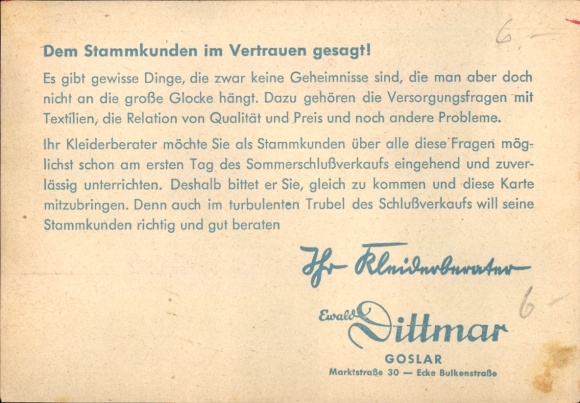 6.-
Dem Stammkunden im Vertrauen gesagt!
Es gibt gewisse Dinge, die zwar keine Geheimnisse sind, die man aber doch
nicht an die große Glocke hängt. Dazu gehören die Versorgungsfragen mit
Textilien, die Relation von Qualität und Preis und noch andere Probleme.
Ihr Kleiderberater möchte Sie als Stammkunden über alle diese Fragen mög-
lichst schon am ersten Tag des Sommerschlußverkaufs eingehend und zuver-
lässig unterrichten. Deshalb bittet er Sie, gleich zu kommen und diese Karte
mitzubringen. Denn auch im turbulenten Trubel des Schlußverkaufs will seine
Stammkunden richtig und gut beraten
Ihr Kleiderberater
6-
Ewald Dittmar
GOSLAR
Marktstraße 30 — Ecke Bulkenstraße